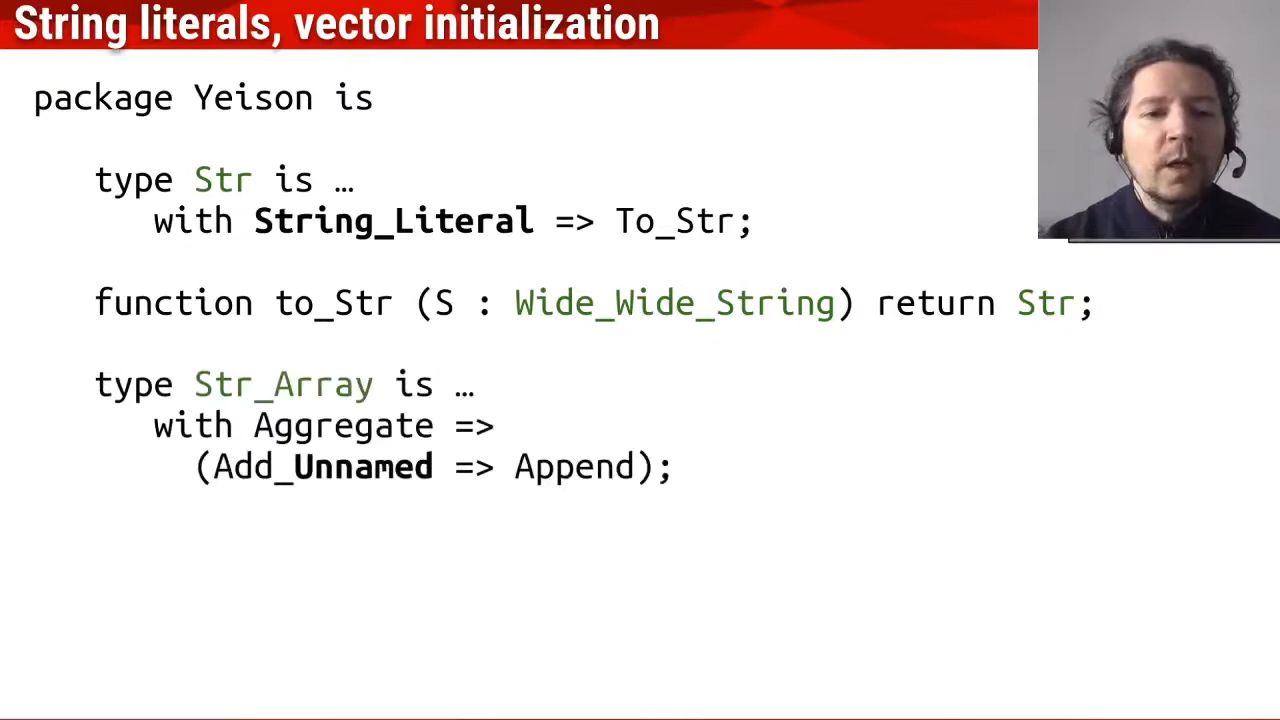 String literals, vector initialization
package Yeison is
type Str is …
with String_Literal => To_Str;
function to_Str (S : Wide_Wide_String) return Str;
type Str_Array is …
with Aggregate =>
(Add_Unnamed => Append);